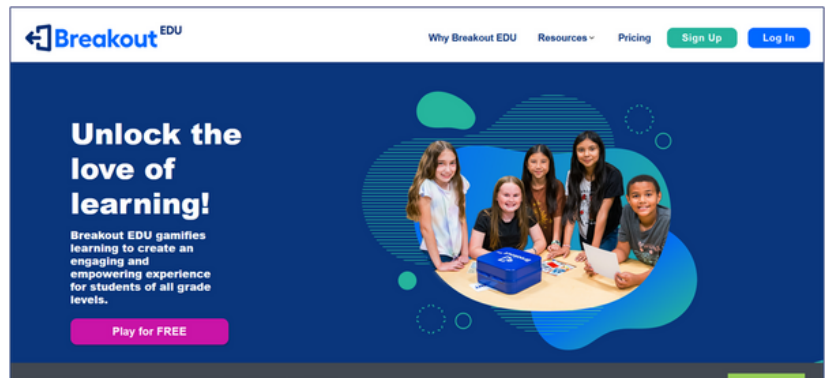 Breakout EDU
Why Breakout EDU
Resources
Pricing
Sign Up
Log In
Unlock the
love of
learning!
Breakout EDU gamifies
learning to create an
engaging and
empowering experience
for students of all grade
levels.
Play for FREE
Breakout